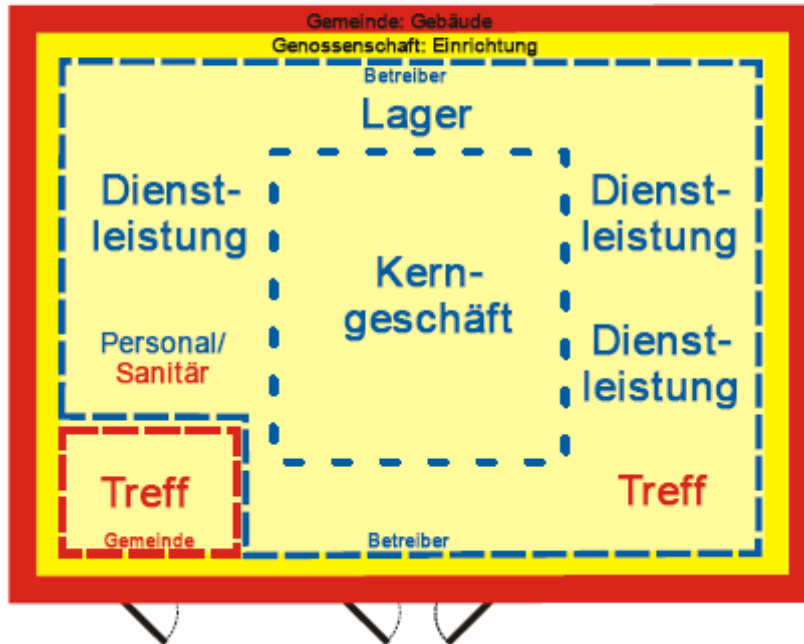 Gemeinde: Gebäude
Genossenschaft: Einrichtung
Betreiber
Lager
Dienst-
leistung
Kern-
geschäft
Dienst-
leistung
Personal/
Sanitär
Dienst-
leistung
Treff
Gemeinde
Betreiber
Treff